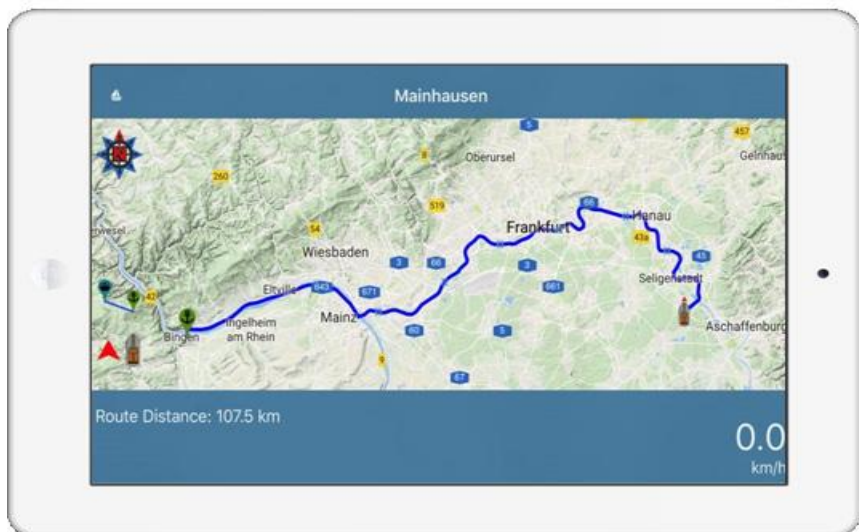 Mainhausen
5
457
8
Oberursel
260
519
66
Frankfurt
Hanau
43a
54
Wiesbaden
3
66
3
45
42
Eltville
643
671
661
Seligenstadt
Mainz
Bingen
Ingelheim
am Rhein
60
5
Aschaffenburg
9
67
Route Distance: 107.5 km
0.0
km/h